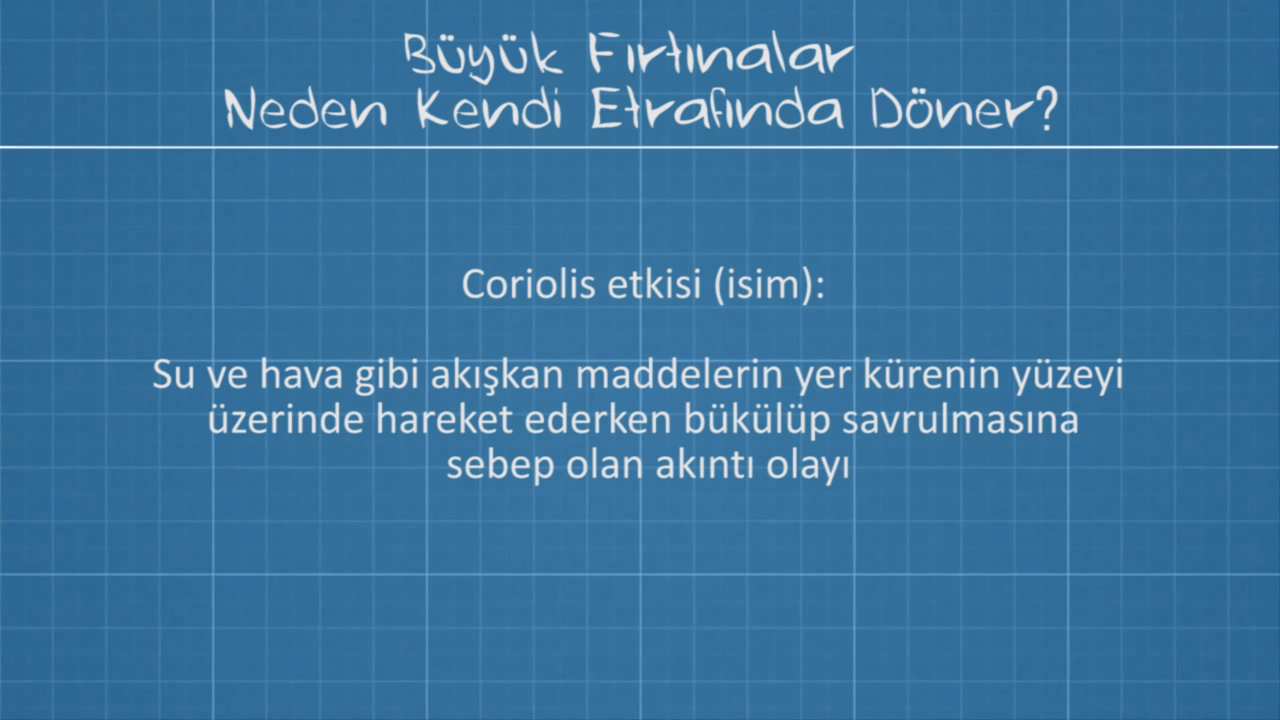 Büyük Fırtınalar
Neden Kendi Etrafında Döner?
Coriolis etkisi (isim):
Su ve hava gibi akışkan maddelerin yer kürenin yüzeyi
üzerinde hareket ederken bükülüp savrulmasına
sebep olan akıntı olayı